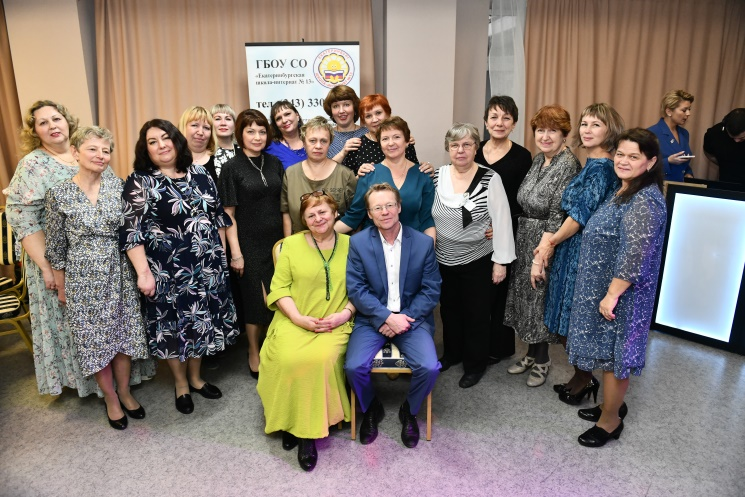 ГБОУ СО
«Екатеринбургская
школа-интернат № 13»
тел. (343) 330